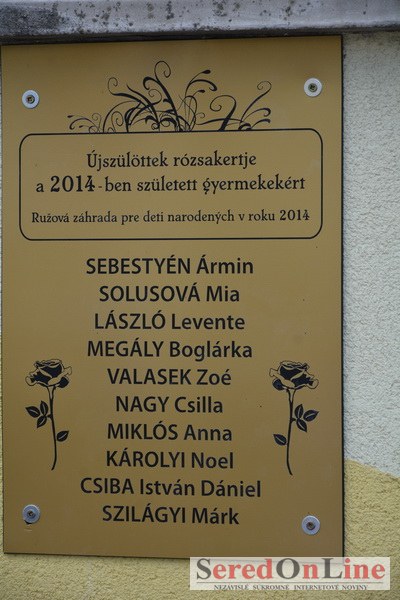 Újszülöttek rózsakertje
a 2014-ben született gyermekekért
Ružová záhrada pre deti narodených v roku 2014
SEBESTYÉN Ármin
SOLUSOVÁ Mia
LÁSZLÓ Levente
MEGÁLY Boglárka
VALASEK Zoé
NAGY Csilla
MIKLÓS Anna
KÁROLYI Noel
CSIBA István Dániel
SZILÁGYI Márk
SeredOnLine
NEZÁVISLÉ SÚKROMNÉ INTERNETOVÉ NOVINY